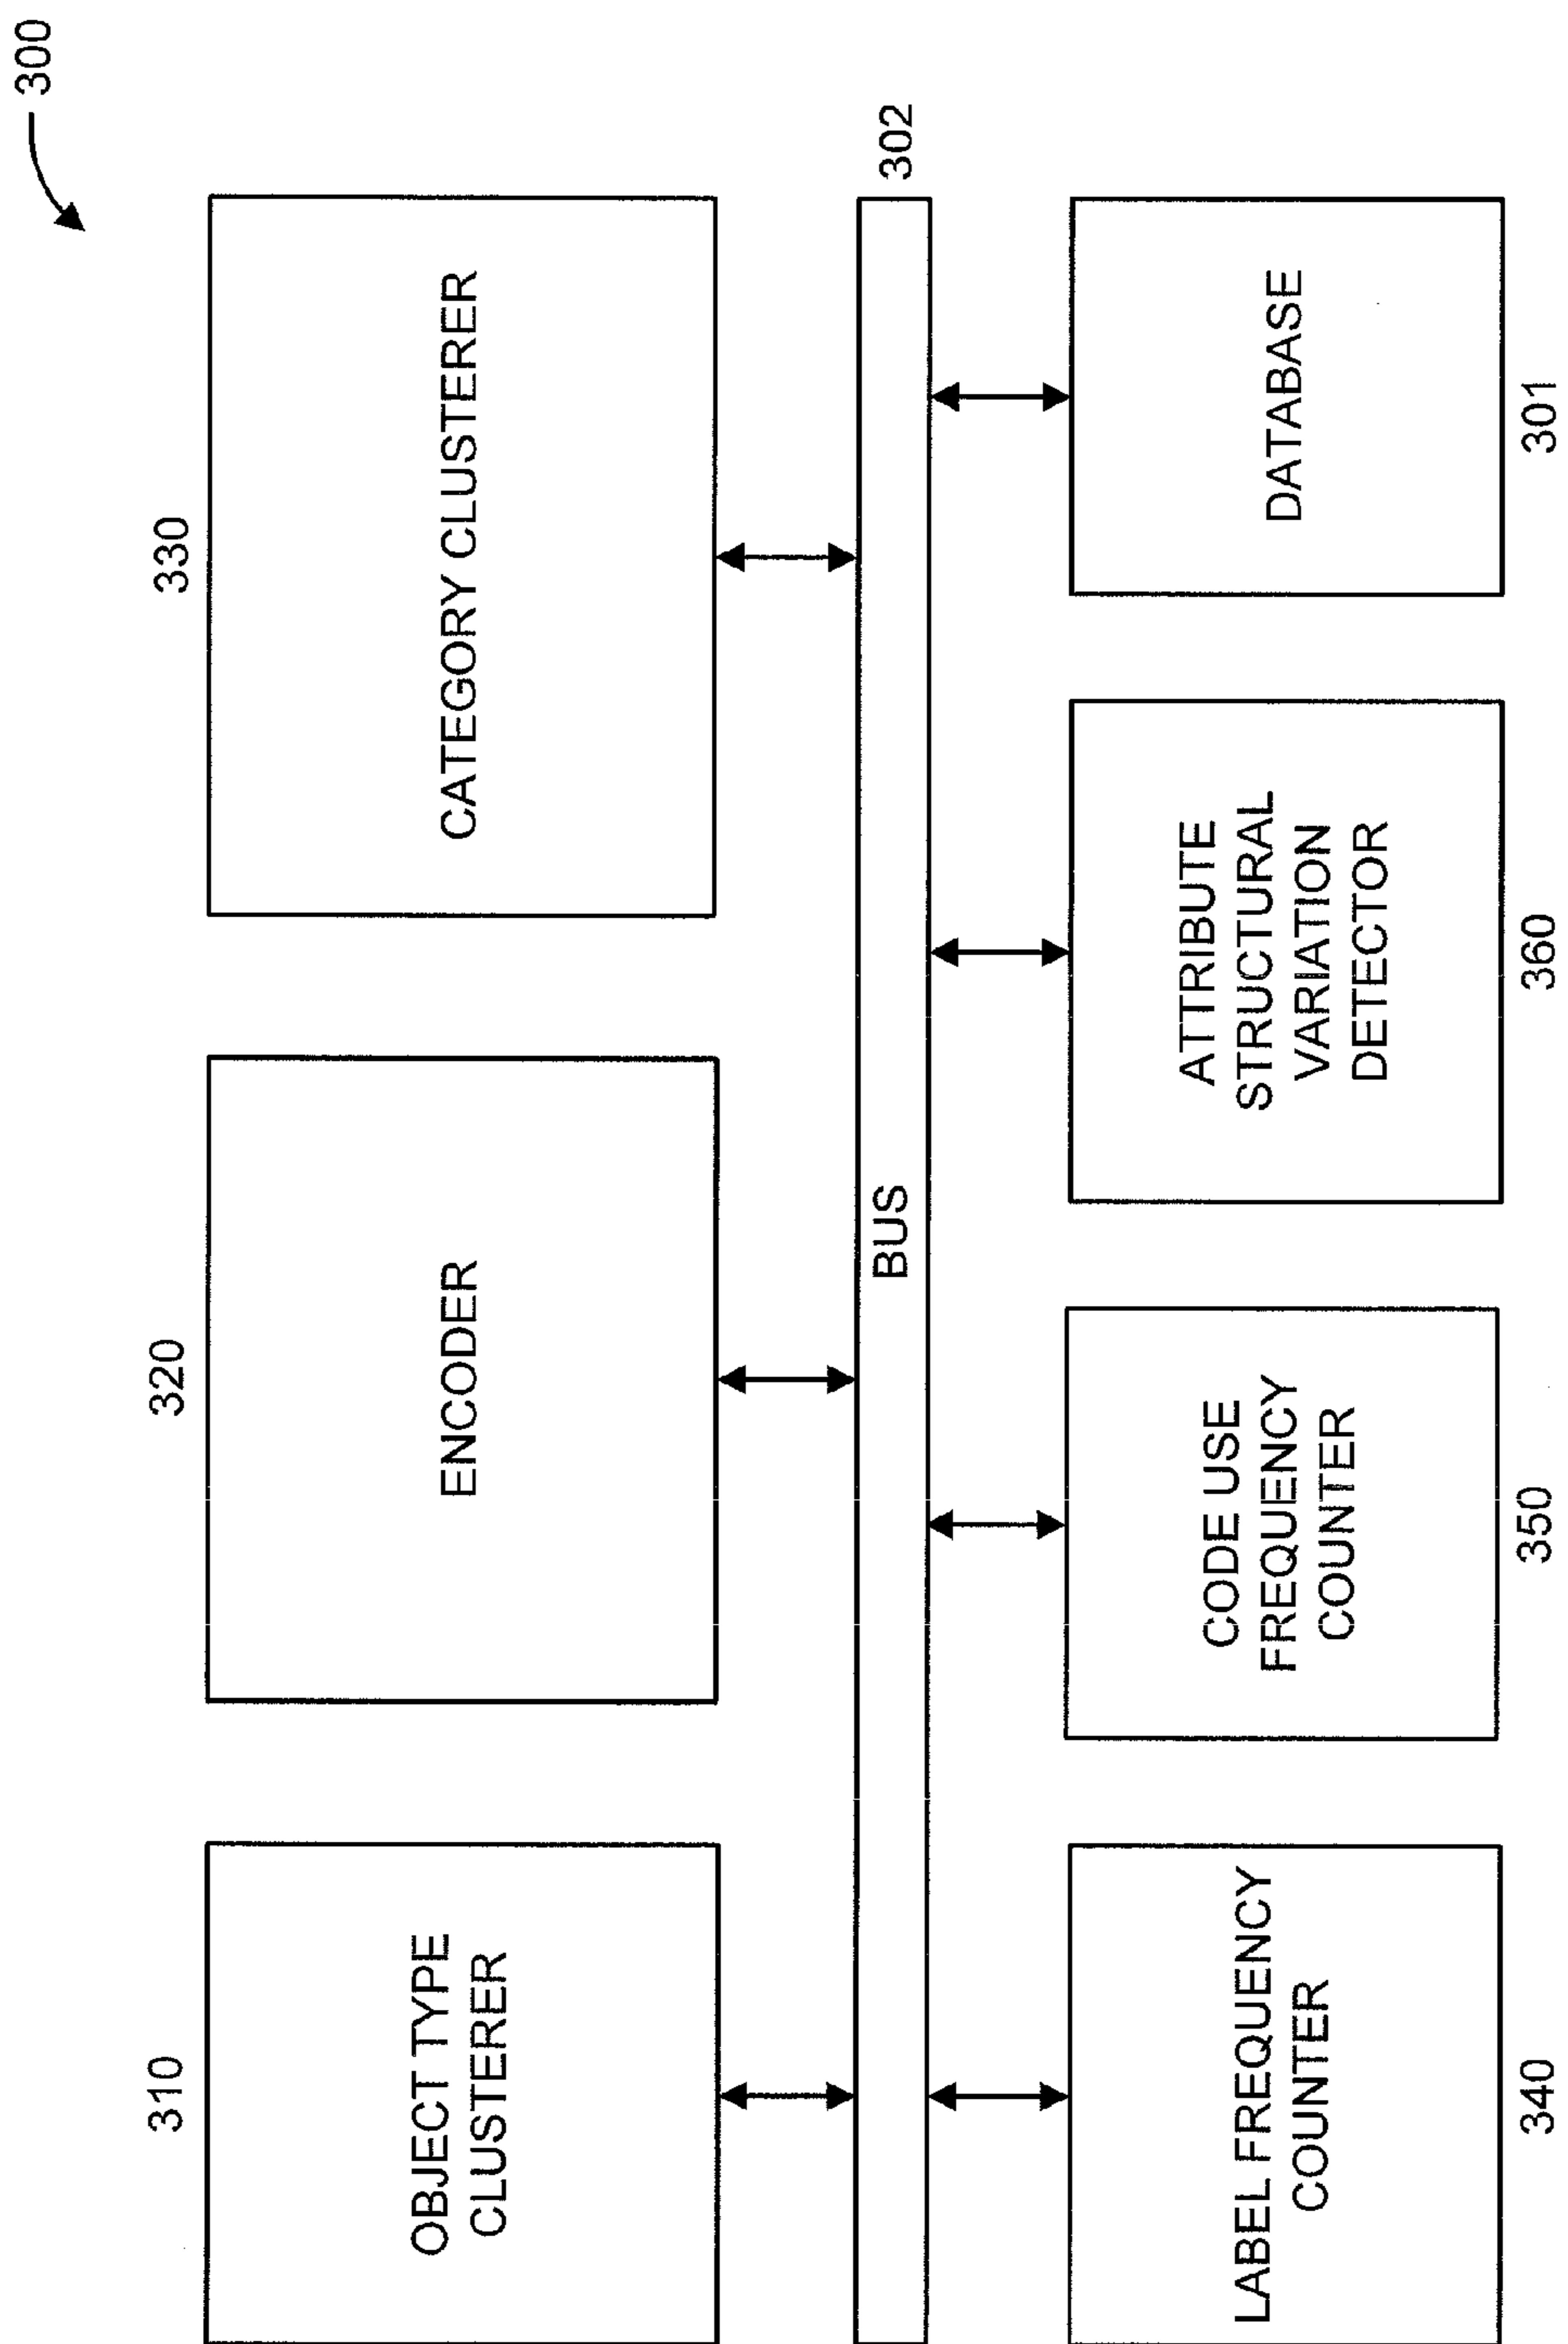 300
310
320
330
OBJECT TYPE
CLUSTERER
ENCODER
CATEGORY CLUSTERER
BUS
302
LABEL FREQUENCY
COUNTER
CODE USE
FREQUENCY
COUNTER
ATTRIBUTE
STRUCTURAL
VARIATION
DETECTOR
DATABASE
340
350
360
301